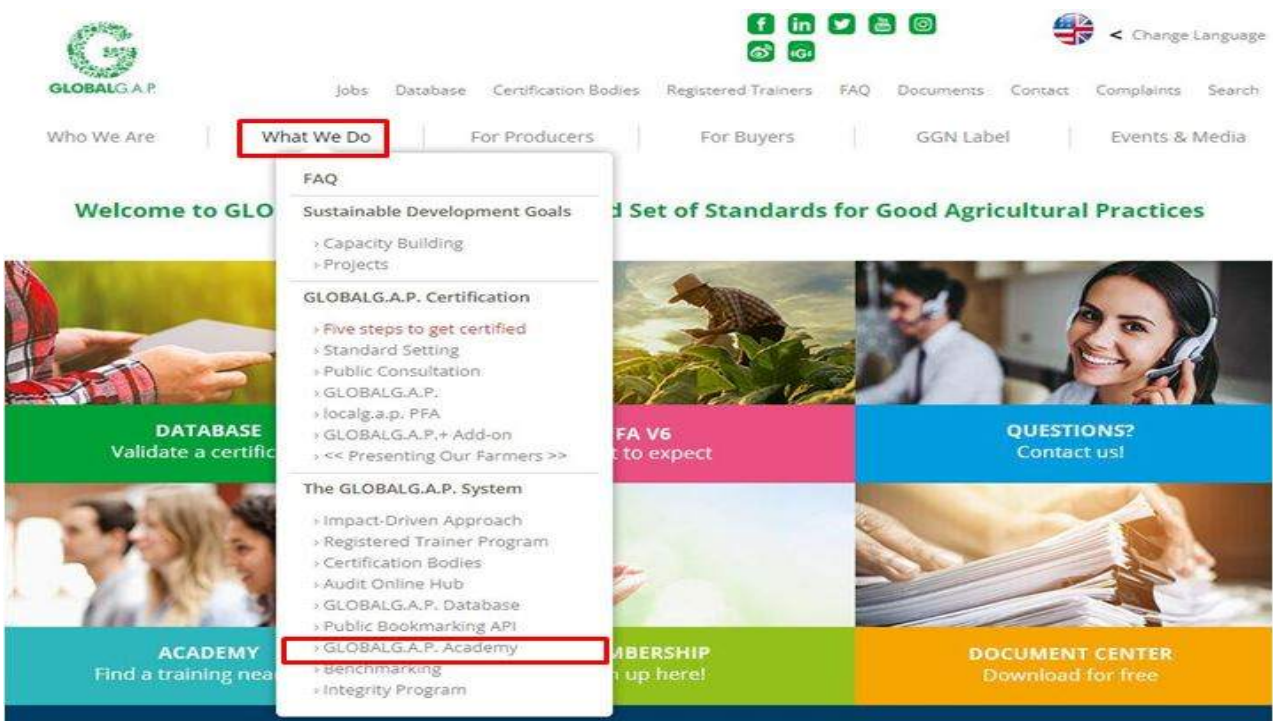 GLOBALG.A.P.
< Change Language
Jobs Database Certification Bodies Registered Trainers FAQ Documents Contact Complaints Search
Who We Are What We Do For Producers For Buyers GGN Label Events & Media
Welcome to GLO
d Set of Standards for Good Agricultural Practices
FAQ
Sustainable Development Goals
› Capacity Building
› Projects
GLOBALG.A.P. Certification
› Five steps to get certified
› Standard Setting
› Public Consultation
› GLOBALG.A.P.
› localg.a.p. PFA
› GLOBALG.A.P.+ Add-on
› << Presenting Our Farmers >>
The GLOBALG.A.P. System
› Impact-Driven Approach
› Registered Trainer Program
› Certification Bodies
› Audit Online Hub
› GLOBALG.A.P. Database
› Public Bookmarking API
› GLOBALG.A.P. Academy
› Benchmarking
› Integrity Program
DATABASE
Validate a certific
FA V6
to expect
QUESTIONS?
Contact us!
ACADEMY
Find a training nea
MBERSHIP
up here!
DOCUMENT CENTER
Download for free